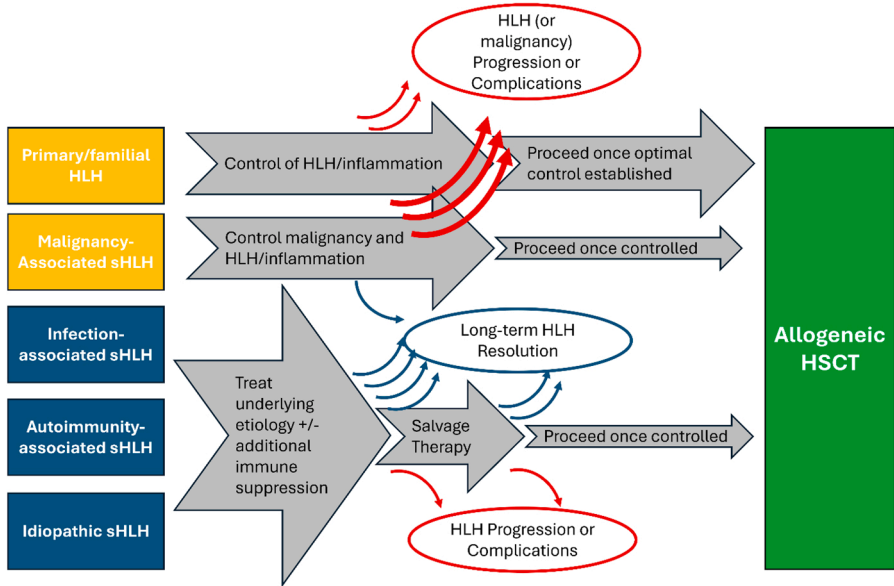 HLH (or
malignancy)
Progression or
Complications
Primary/familial
HLH
Control of HLH/inflammation
Proceed once optimal
control established
Malignancy-
Associated sHLH
Control malignancy and
HLH/inflammation
Proceed once controlled
Infection-
associated sHLH
Long-term HLH
Resolution
Allogeneic
HSCT
Treat
underlying
etiology +/-
additional
immune
suppression
Autoimmunity-
associated sHLH
Salvage
Therapy
Proceed once controlled
Idiopathic sHLH
HLH Progression or
Complications